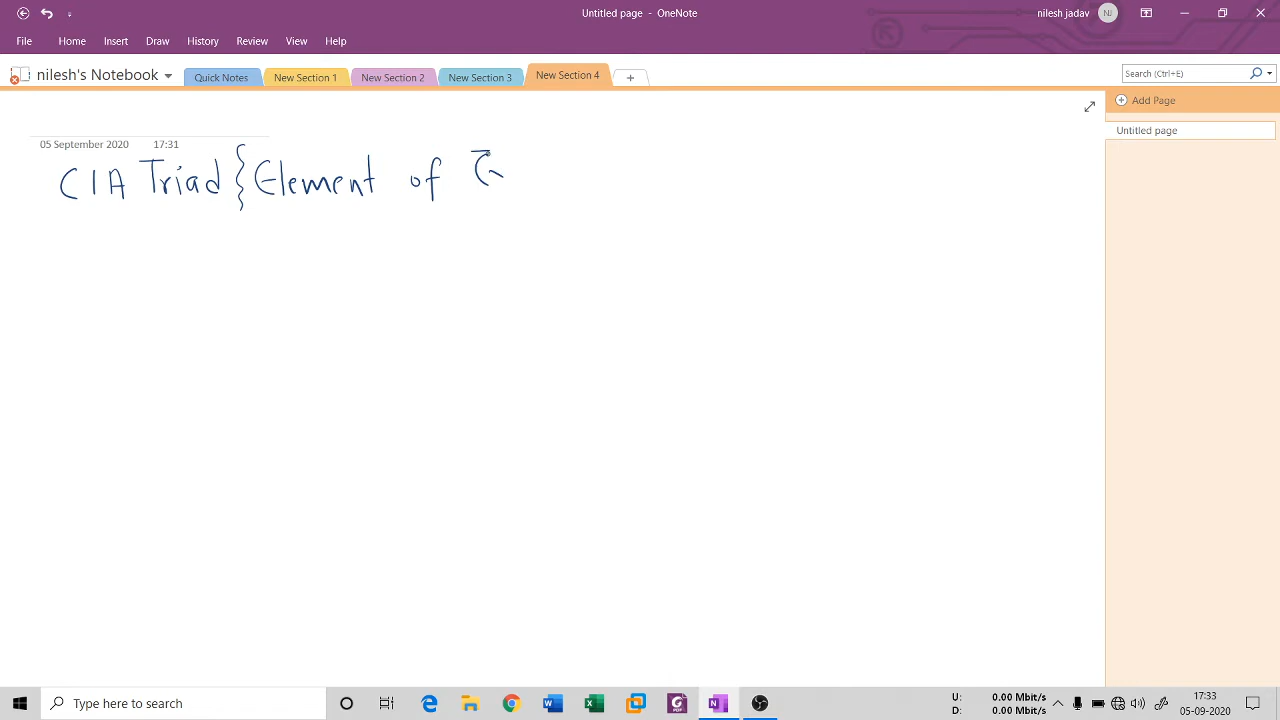 Untitled page - OneNote
nilesh jadav NJ
File Home Insert Draw History Review View Help
nilesh's Notebook Quick Notes New Section 1 New Section 2 New Section 3 New Section 4 + Search (Ctrl+E)
Add Page
Untitled page
05 September 2020 17:31
CIA Triad { Element of
Type here to search
U: 0.00 Mbit/s
D: 0.00 Mbit/s
17:33
05-09-2020